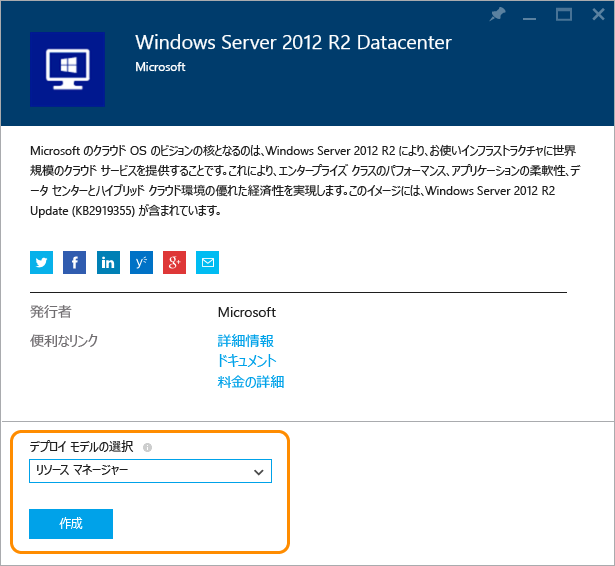 Windows Server 2012 R2 Datacenter
Microsoft
Microsoft のクラウド OS のビジョンの核となるのは、Windows Server 2012 R2 により、お使いインフラストラクチャに世界
規模のクラウド サービスを提供することです。これにより、エンタープライズ クラスのパフォーマンス、アプリケーションの柔軟性、デ
ータ センターとハイブリッド クラウド環境の優れた経済性を実現します。このイメージには、Windows Server 2012 R2
Update (KB2919355) が含まれています。
f in y g+
発行者 Microsoft
便利なリンク 詳細情報
ドキュメント
料金の詳細
デプロイ モデルの選択
リソース マネージャー
作成